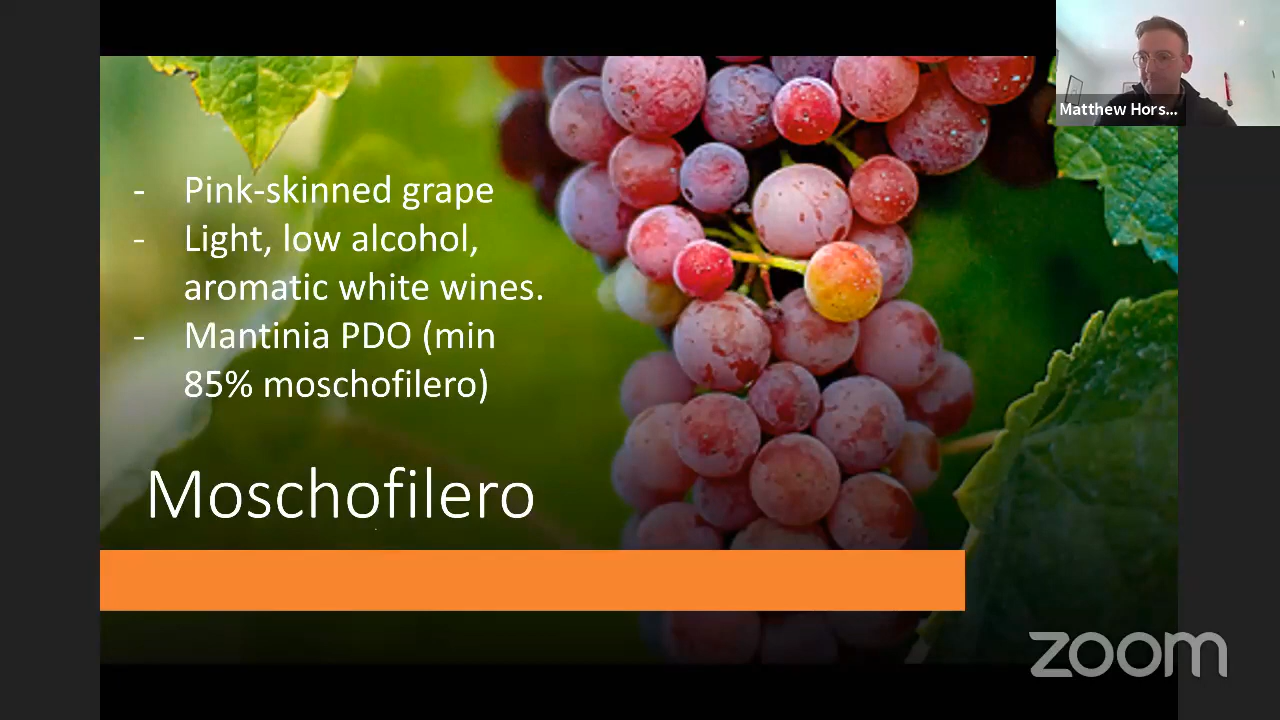 - Pink-skinned grape
- Light, low alcohol,
aromatic white wines.
- Mantinia PDO (min
85% moschofilero)
Moschofilero
Matthew Hors...
zoom